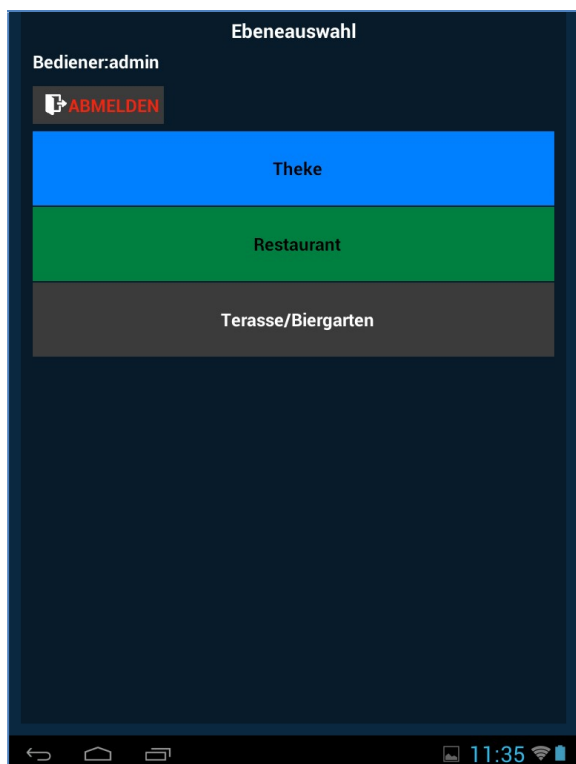 Ebeneauswahl
Bediener:admin
ABMELDEN
Theke
Restaurant
Terasse/Biergarten
11:35